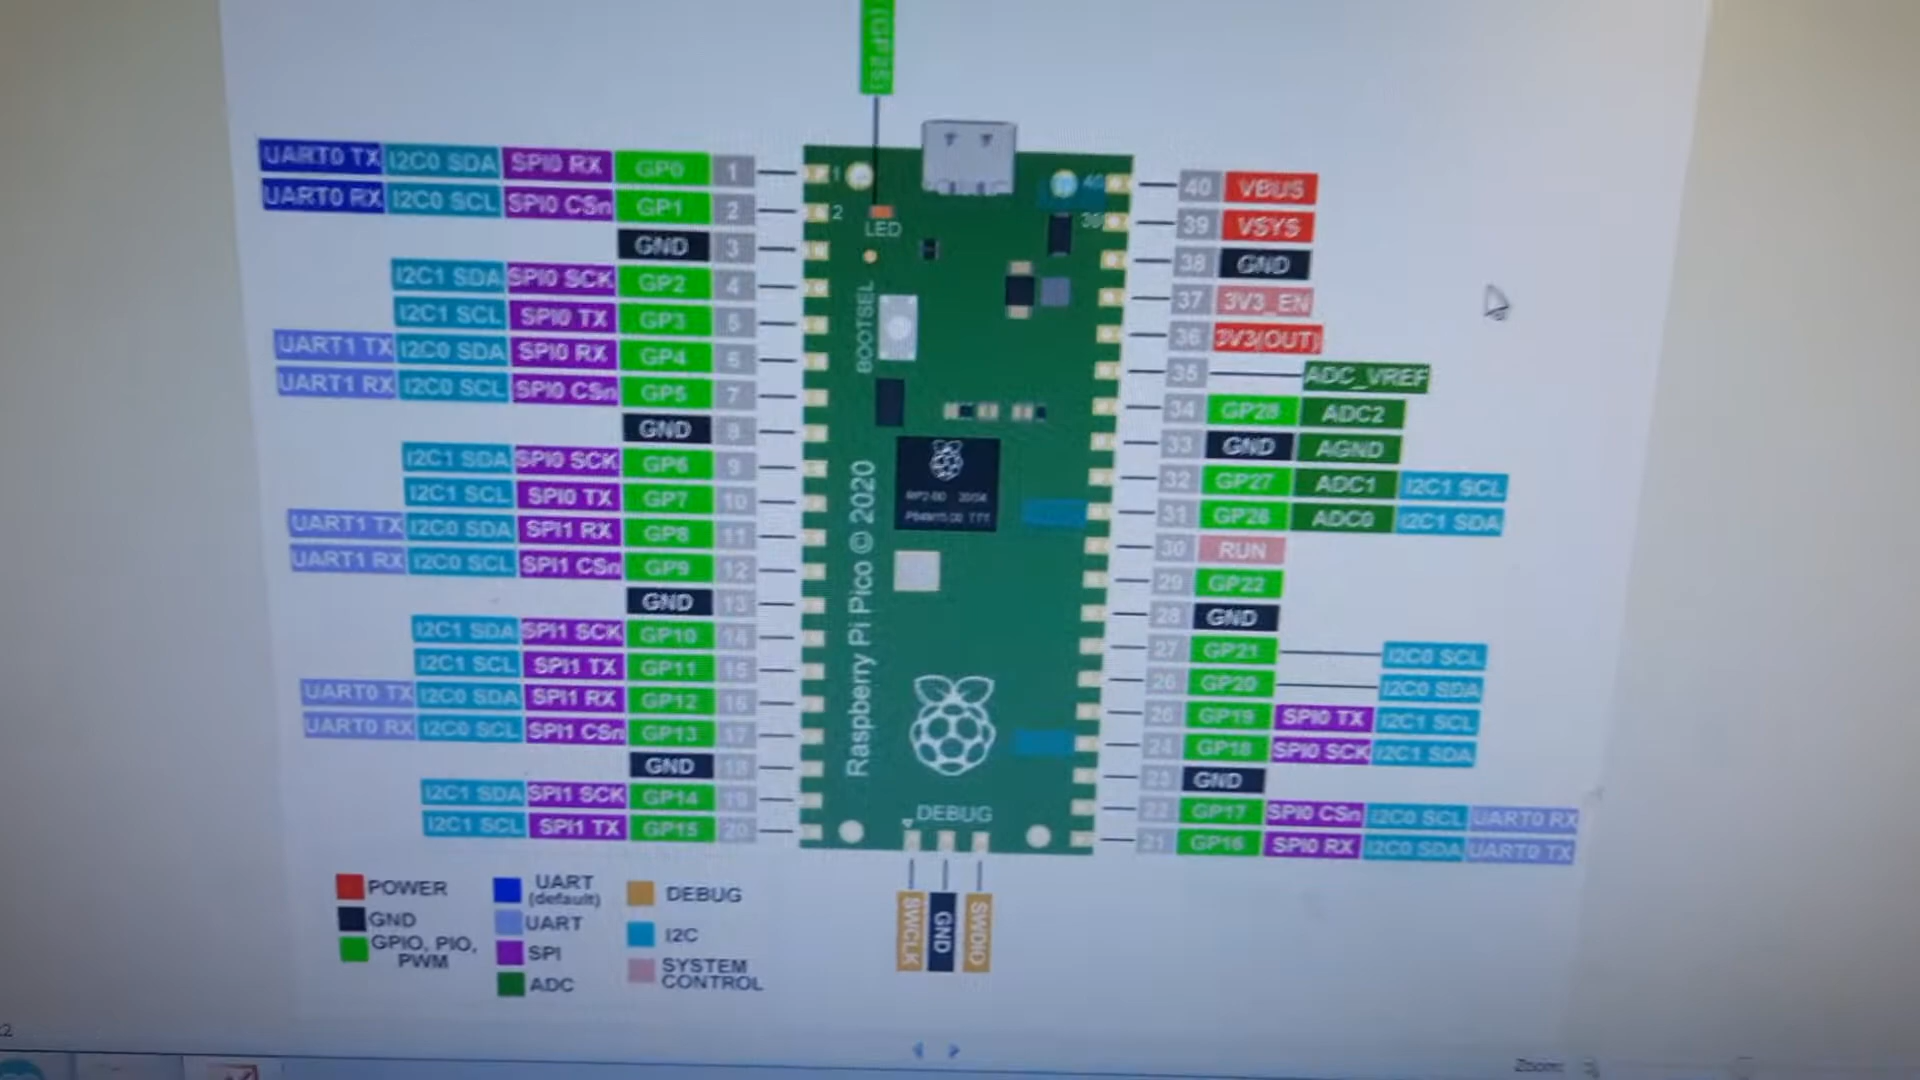 (GP25)
UART0 TX I2C0 SDA SPI0 RX GP0 1
UART0 RX I2C0 SCL SPI0 CSn GP1 2
GND 3
I2C1 SDA SPI0 SCK GP2 4
I2C1 SCL SPI0 TX GP3 5
UART1 TX I2C0 SDA SPI0 RX GP4 6
UART1 RX I2C0 SCL SPI0 CSn GP5 7
GND 8
I2C1 SDA SPI0 SCK GP6 9
I2C1 SCL SPI0 TX GP7 10
UART1 TX I2C0 SDA SPI1 RX GP8 11
UART1 RX I2C0 SCL SPI1 CSn GP9 12
GND 13
I2C1 SDA SPI1 SCK GP10 14
I2C1 SCL SPI1 TX GP11 15
UART0 TX I2C0 SDA SPI1 RX GP12 16
UART0 RX I2C0 SCL SPI1 CSn GP13 17
GND 18
I2C1 SDA SPI1 SCK GP14 19
I2C1 SCL SPI1 TX GP15 20
1
2
LED
BOOTSEL
Raspberry Pi Pico © 2020
40
39
DEBUG
SWCLK
GND
SWDIO
40 VBUS
39 VSYS
38 GND
37 3V3_EN
36 3V3(OUT)
35 ADC_VREF
34 GP28 ADC2
33 GND AGND
32 GP27 ADC1 I2C1 SCL
31 GP26 ADC0 I2C1 SDA
30 RUN
29 GP22
28 GND
27 GP21 I2C0 SCL
26 GP20 I2C0 SDA
GP19 SPI0 TX I2C1 SCL
24 GP18 SPI0 SCK I2C1 SDA
23 GND
22 GP17 SPI0 CSn I2C0 SCL UART0 RX
21 GP16 SPI0 RX I2C0 SDA UART0 TX
POWER
GND
GPIO, PIO,
PWM
UART
(default)
UART
SPI
ADC
DEBUG
I2C
SYSTEM
CONTROL
Zoom: